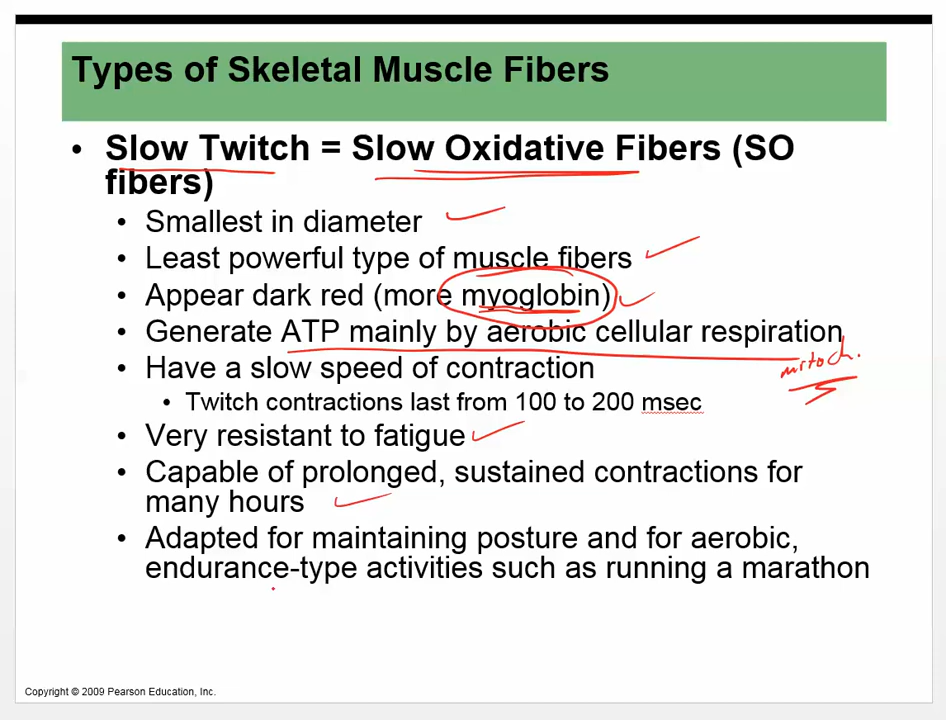 Types of Skeletal Muscle Fibers
• Slow Twitch = Slow Oxidative Fibers (SO
fibers)
• Smallest in diameter
• Least powerful type of muscle fibers
• Appear dark red (more myoglobin)
• Generate ATP mainly by aerobic cellular respiration
mitoch.
• Have a slow speed of contraction
• Twitch contractions last from 100 to 200 msec
• Very resistant to fatigue
• Capable of prolonged, sustained contractions for
many hours
• Adapted for maintaining posture and for aerobic,
endurance-type activities such as running a marathon
Copyright © 2009 Pearson Education, Inc.